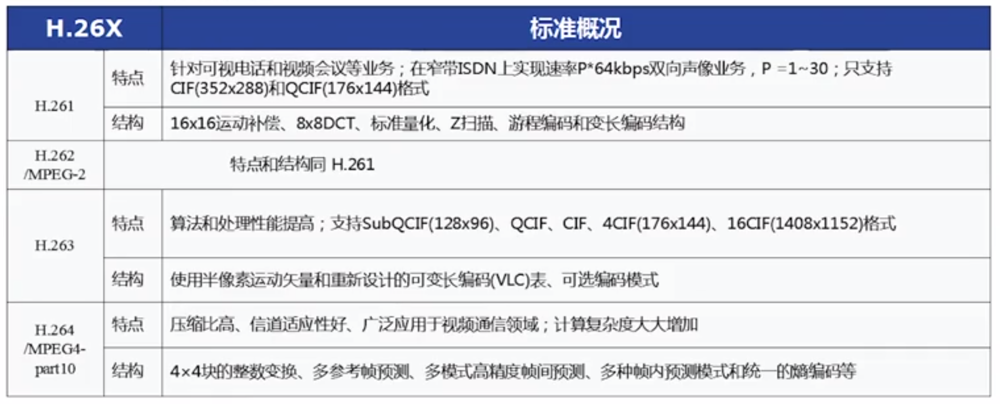 H.26X
标准概况
H.261
特点
针对可视电话和视频会议等业务；在窄带ISDN上实现速率P*64kbps双向声像业务，P =1~30；只支持
CIF(352x288)和QCIF(176x144)格式
结构
16x16运动补偿、8x8DCT、标准量化、Z扫描、游程编码和变长编码结构
H.262
/MPEG-2
特点和结构同 H.261
H.263
特点
算法和处理性能提高；支持SubQCIF(128x96)、QCIF、CIF、4CIF(176x144)、16CIF(1408x1152)格式
结构
使用半像素运动矢量和重新设计的可变长编码(VLC)表、可选编码模式
H.264
/MPEG4-
part10
特点
压缩比高、信道适应性好、广泛应用于视频通信领域；计算复杂度大大增加
结构
4×4块的整数变换、多参考帧预测、多模式高精度帧间预测、多种帧内预测模式和统一的熵编码等